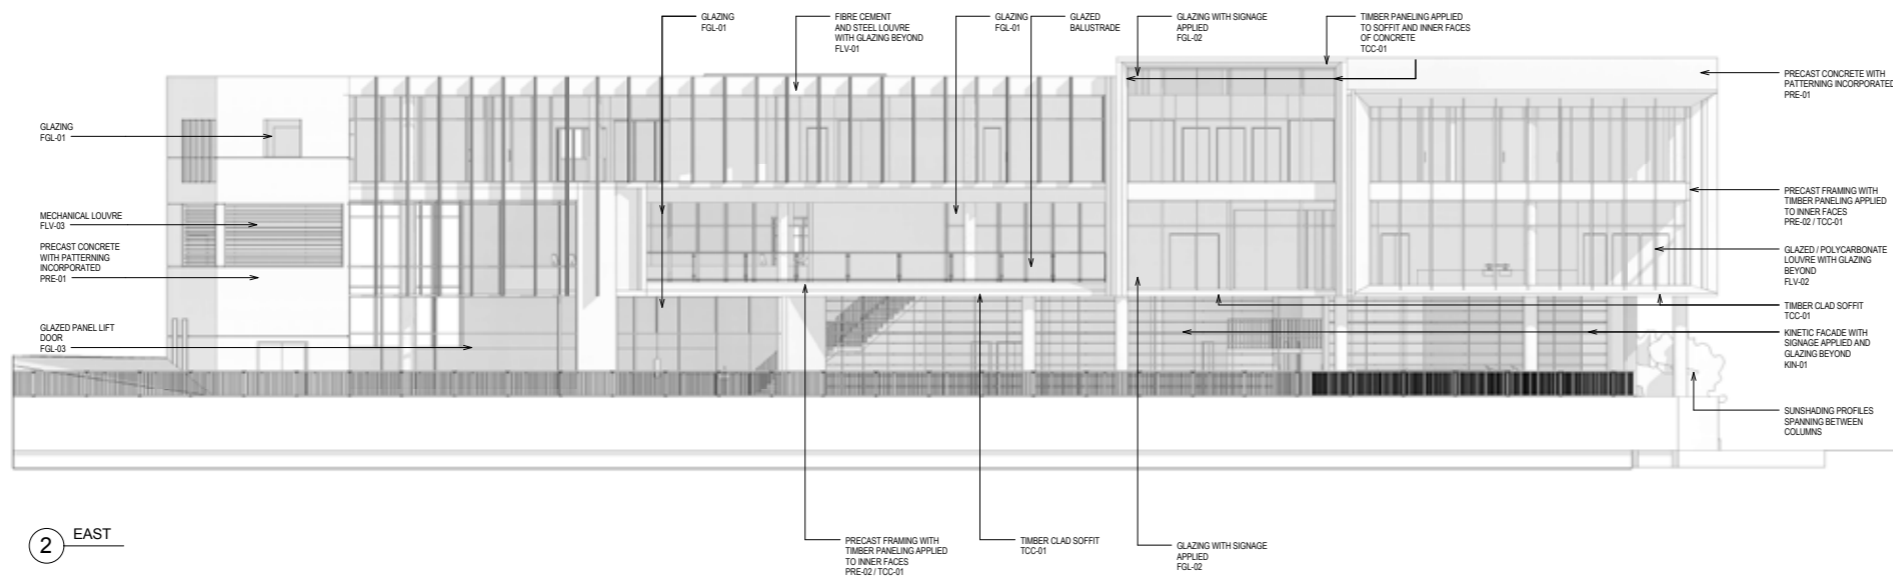 GLAZING
FGL-01
FIBRE CEMENT
AND STEEL LOUVRE
WITH GLAZING BEYOND
FLV-01
GLAZING
FGL-01
GLAZED
BALUSTRADE
GLAZING WITH SIGNAGE
APPLIED
FGL-02
TIMBER PANELING APPLIED
TO SOFFIT AND INNER FACES
OF CONCRETE
TCC-01
PRECAST CONCRETE WITH
PATTERNING INCORPORATED
PRE-01
GLAZING
FGL-01
MECHANICAL LOUVRE
FLV-03
PRECAST CONCRETE
WITH PATTERNING
INCORPORATED
PRE-01
GLAZED PANEL LIFT
DOOR
FGL-03
PRECAST FRAMING WITH
TIMBER PANELING APPLIED
TO INNER FACES
PRE-02 / TCC-01
GLAZED / POLYCARBONATE
LOUVRE WITH GLAZING
BEYOND
FLV-02
TIMBER CLAD SOFFIT
TCC-01
KINETIC FACADE WITH
SIGNAGE APPLIED AND
GLAZING BEYOND
KIN-01
SUNSHADING PROFILES
SPANNING BETWEEN
COLUMNS
2 EAST
PRECAST FRAMING WITH
TIMBER PANELING APPLIED
TO INNER FACES
PRE-02 / TCC-01
TIMBER CLAD SOFFIT
TCC-01
GLAZING WITH SIGNAGE
APPLIED
FGL-02